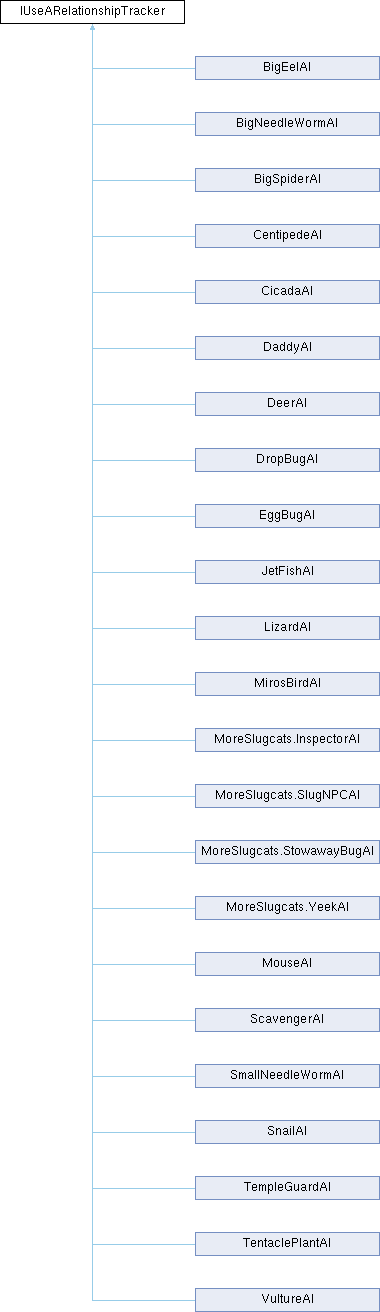 IUseARelationshipTracker
BigEelAI
BigNeedleWormAI
BigSpiderAI
CentipedeAI
CicadaAI
DaddyAI
DeerAI
DropBugAI
EggBugAI
JetFishAI
LizardAI
MirosBirdAI
MoreSlugcats.InspectorAI
MoreSlugcats.SlugNPCAI
MoreSlugcats.StowawayBugAI
MoreSlugcats.YeekAI
MouseAI
ScavengerAI
SmallNeedleWormAI
SnailAI
TempleGuardAI
TentaclePlantAI
VultureAI